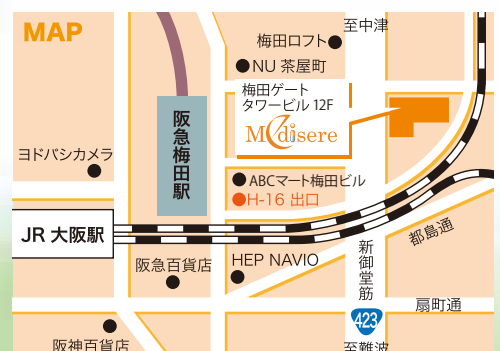 MAP
至中津
梅田ロフト
NU 茶屋町
梅田ゲート
タワービル 12F
Medisere
阪急梅田駅
ヨドバシカメラ
ABCマート梅田ビル
H-16 出口
JR 大阪駅
都島通
新御堂筋
阪急百貨店
HEP NAVIO
扇町通
423
阪神百貨店
至難波